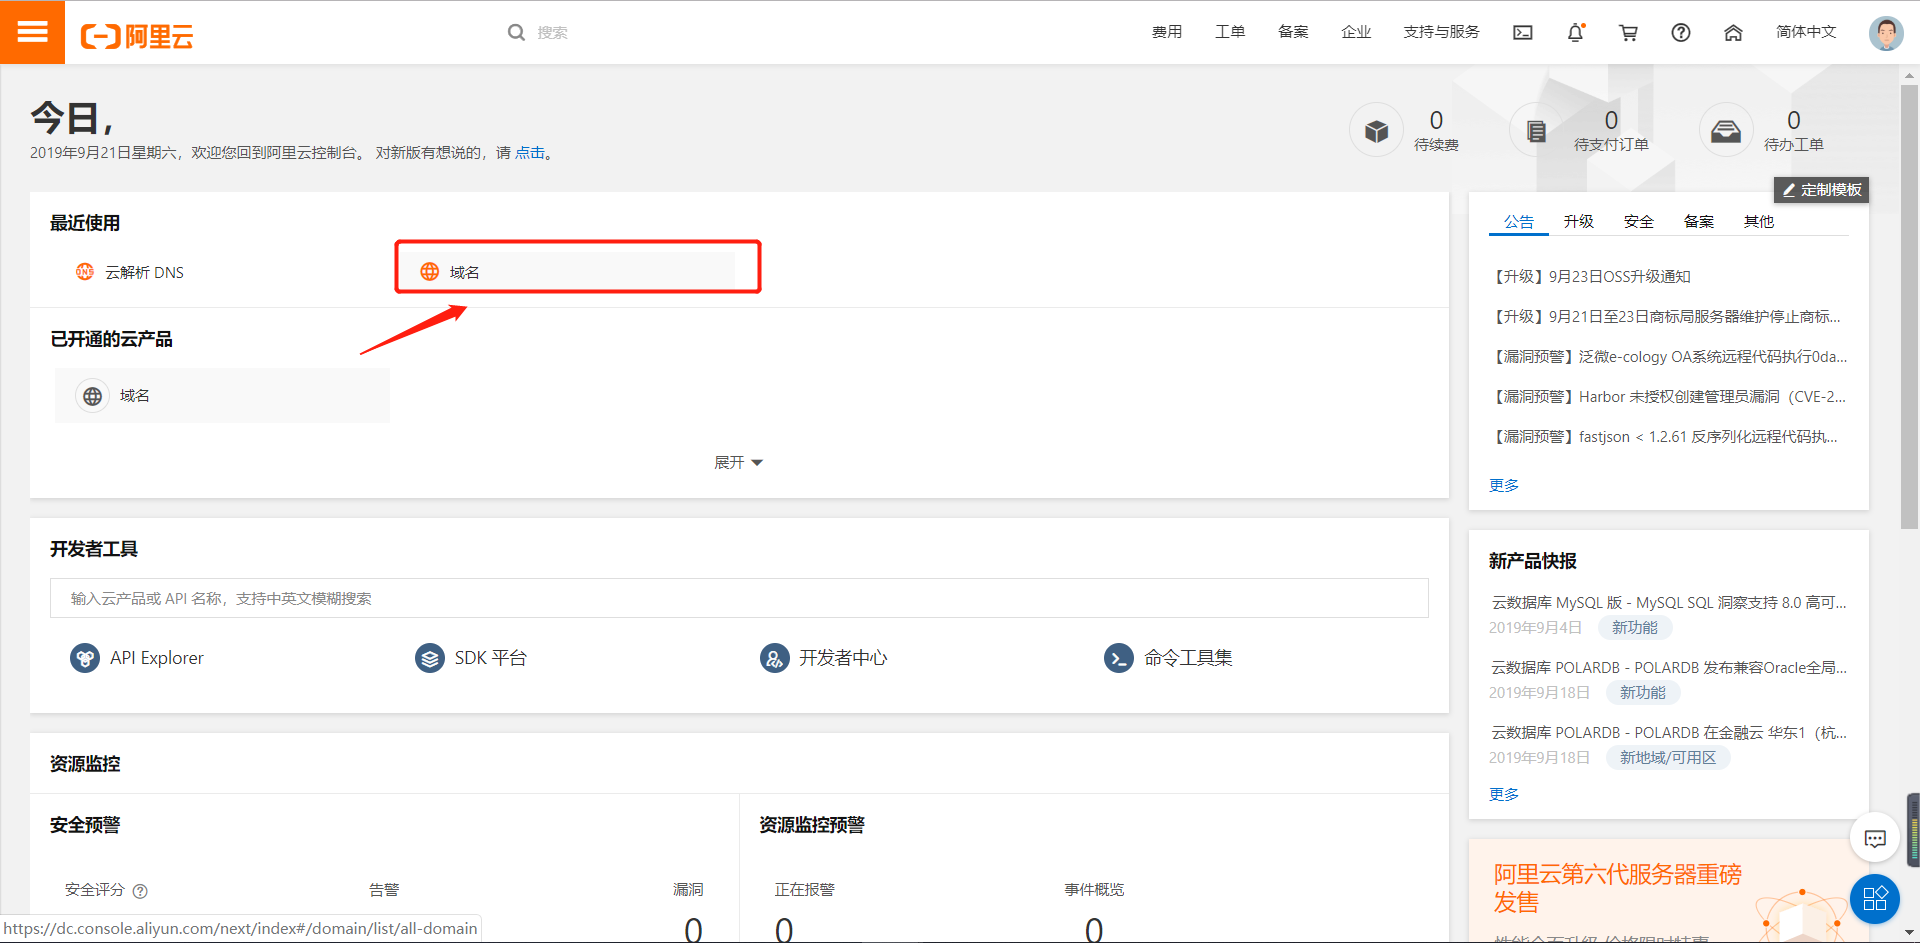 阿里云
搜索
费用
工单
备案
企业
支持与服务
简体中文
今日,
2019年9月21日星期六，欢迎您回到阿里云控制台。 对新版有想说的，请 点击。
0
待续费
0
待支付订单
0
待办工单
定制模板
最近使用
DNS
云解析 DNS
域名
已开通的云产品
域名
展开
开发者工具
输入云产品或 API 名称，支持中英文模糊搜索
API Explorer
SDK 平台
开发者中心
命令工具集
资源监控
安全预警
资源监控预警
安全评分
告警
漏洞
正在报警
事件概览
0
0
0
https://dc.console.aliyun.com/next/index#/domain/list/all-domain
公告
升级
安全
备案
其他
【升级】9月23日OSS升级通知
【升级】9月21日至23日商标局服务器维护停止商标...
【漏洞预警】泛微e-cology OA系统远程代码执行0da...
【漏洞预警】Harbor 未授权创建管理员漏洞（CVE-2...
【漏洞预警】fastjson < 1.2.61 反序列化远程代码执...
更多
新产品快报
云数据库 MySQL 版 - MySQL SQL 洞察支持 8.0 高可...
2019年9月4日 新功能
云数据库 POLARDB - POLARDB 发布兼容Oracle全局...
2019年9月18日 新功能
云数据库 POLARDB - POLARDB 在金融云 华东1（杭...
2019年9月18日 新地域/可用区
更多
阿里云第六代服务器重磅
发售